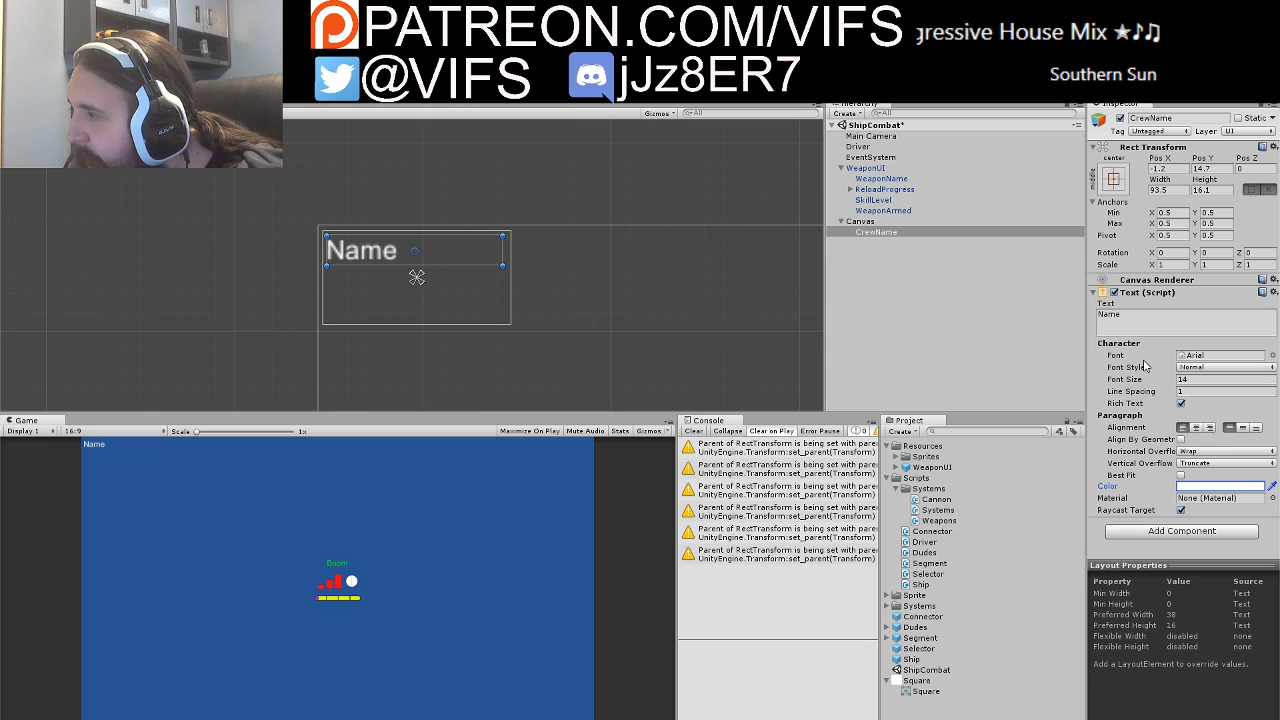 PATREON.COM/VIFS
@VIFS
jJz8ER7
gressive House Mix ★♪♫
Southern Sun
Gizmos
All
Hierarchy
Create
All
ShipCombat*
Main Camera
Driver
EventSystem
WeaponUI
WeaponName
ReloadProgress
SkillLevel
WeaponArmed
Canvas
CrewName
Name
Inspector
CrewName
Static
Tag Untagged Layer UI
Rect Transform
center
middle
Pos X Pos Y Pos Z
-1.2 14.7 0
Width Height
93.5 16.1
R
Anchors
Min X 0.5 Y 0.5
Max X 0.5 Y 0.5
Pivot X 0.5 Y 0.5
Rotation X 0 Y 0 Z 0
Scale X 1 Y 1 Z 1
Canvas Renderer
Text (Script)
Text
Name
Character
Font Arial
Font Style Normal
Font Size 14
Line Spacing 1
Rich Text
Paragraph
Alignment
Align By Geometr
Horizontal Overflo Wrap
Vertical Overflow Truncate
Best Fit
Color
Material None (Material)
Raycast Target
Add Component
Layout Properties
Property Value Source
Min Width 0 Text
Min Height 0 Text
Preferred Width 38 Text
Preferred Height 16 Text
Flexible Width disabled none
Flexible Height disabled none
Add a LayoutElement to override values.
Game
Display 1 16:9 Scale 1x Maximize On Play Mute Audio Stats Gizmos
Name
Boom
Console
Clear Collapse Clear on Play Error Pause 0
Parent of RectTransform is being set with pare
UnityEngine.Transform:set_parent(Transform)
Parent of RectTransform is being set with pare
UnityEngine.Transform:set_parent(Transform)
Parent of RectTransform is being set with pare
UnityEngine.Transform:set_parent(Transform)
Parent of RectTransform is being set with pare
UnityEngine.Transform:set_parent(Transform)
Parent of RectTransform is being set with pare
UnityEngine.Transform:set_parent(Transform)
Parent of RectTransform is being set with pare
UnityEngine.Transform:set_parent(Transform)
Project
Create
Resources
Sprites
WeaponUI
Scripts
Systems
Cannon
Systems
Weapons
Connector
Driver
Dudes
Segment
Selector
Ship
Sprite
Systems
Connector
Dudes
Segment
Selector
Ship
ShipCombat
Square
Square